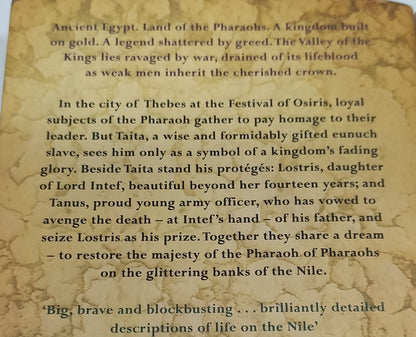 Ancient Egypt. Land of the Pharaohs. A kingdom built
on gold. A legend shattered by greed. The Valley of the
Kings lies ravaged by war, drained of its lifeblood
as weak men inherit the cherished crown.
In the city of Thebes at the Festival of Osiris, loyal
subjects of the Pharaoh gather to pay homage to their
leader. But Taita, a wise and formidably gifted eunuch
slave, sees him only as a symbol of a kingdom's fading
glory. Beside Taita stand his protégés: Lostris, daughter
of Lord Intef, beautiful beyond her fourteen years; and
Tanus, proud young army officer, who has vowed to
avenge the death – at Intef's hand – of his father, and
seize Lostris as his prize. Together they share a dream
– to restore the majesty of the Pharaoh of Pharaohs
on the glittering banks of the Nile.
'Big, brave and blockbusting . . . brilliantly detailed
descriptions of life on the Nile'